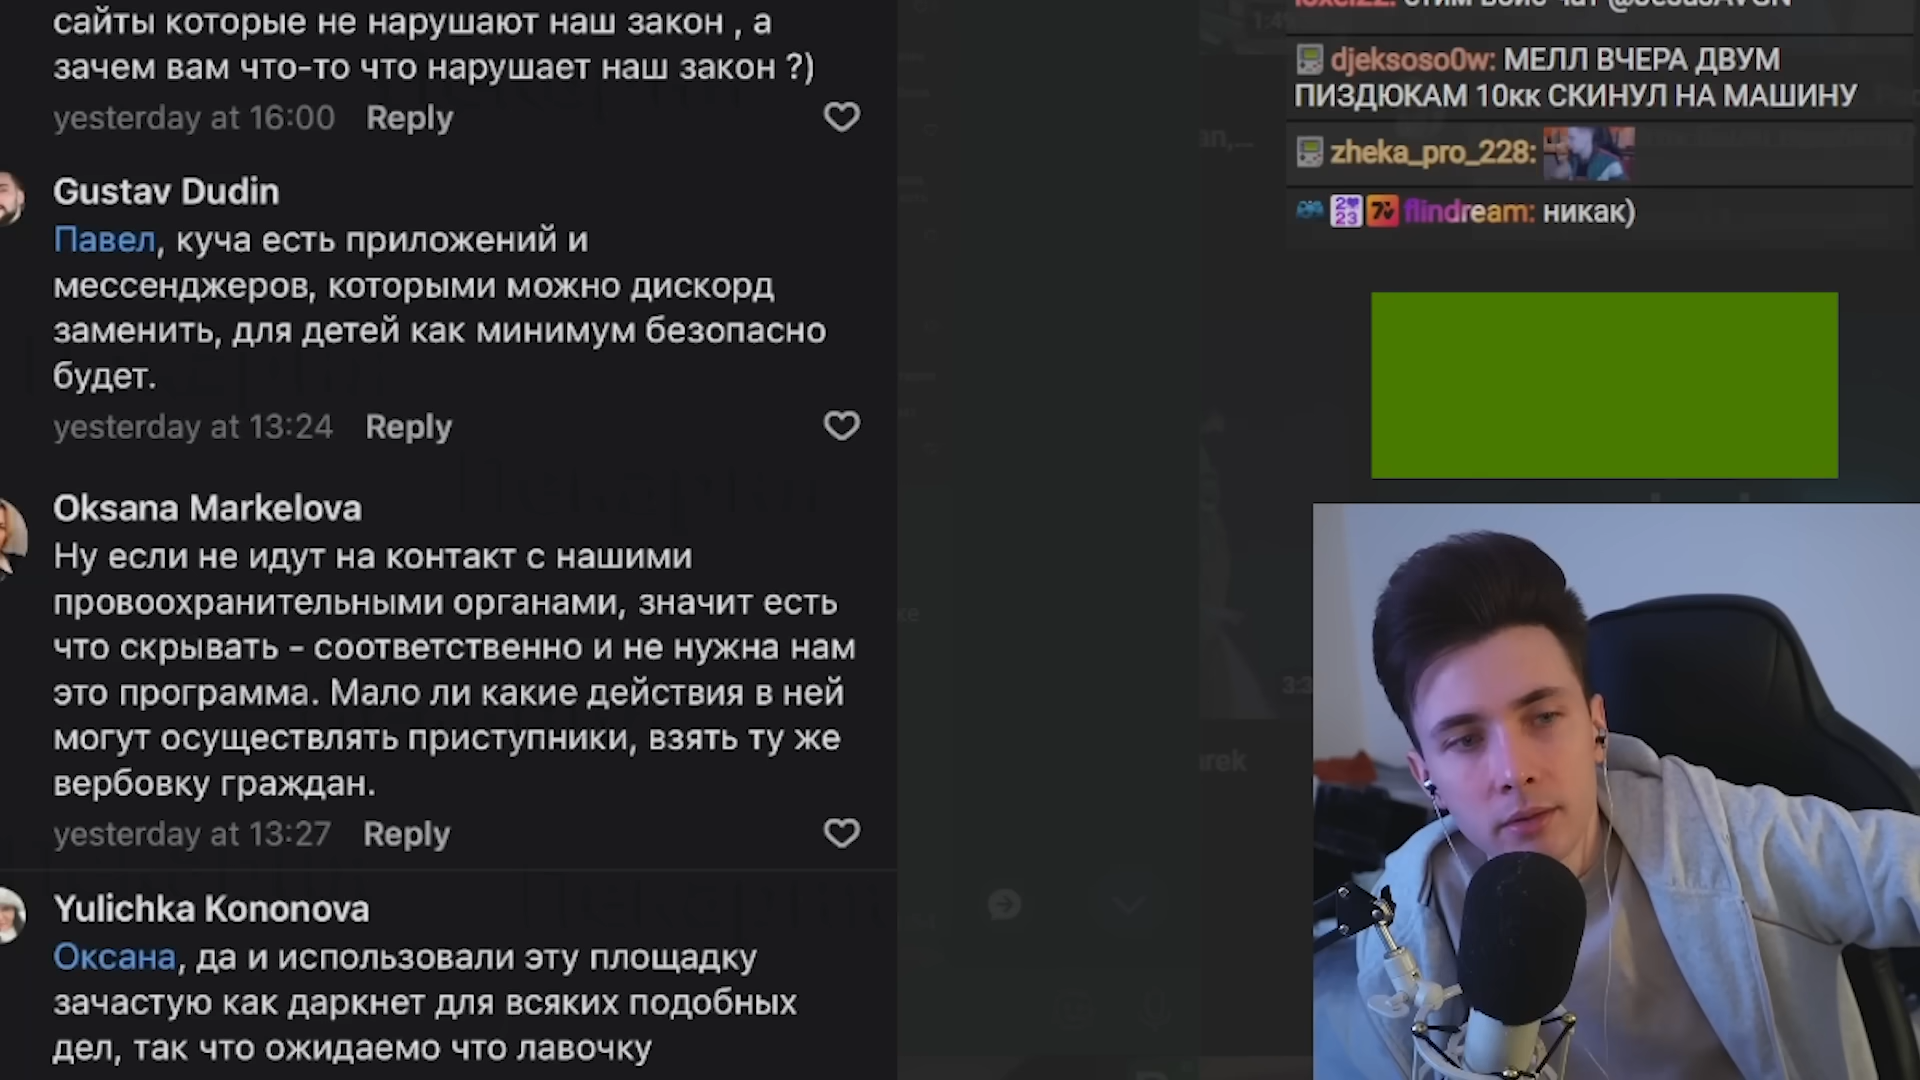 сайты которые не нарушают наш закон , а
зачем вам что-то что нарушает наш закон ?)
yesterday at 16:00 Reply
Gustav Dudin
Павел, куча есть приложений и
мессенджеров, которыми можно дискорд
заменить, для детей как минимум безопасно
будет.
yesterday at 13:24 Reply
Oksana Markelova
Ну если не идут на контакт с нашими
провоохранительными органами, значит есть
что скрывать - соответственно и не нужна нам
это программа. Мало ли какие действия в ней
могут осуществлять приступники, взять ту же
вербовку граждан.
yesterday at 13:27 Reply
Yulichka Kononova
Оксана, да и использовали эту площадку
зачастую как даркнет для всяких подобных
дел, так что ожидаемо что лавочку
djeksoso0w: МЕЛЛ ВЧЕРА ДВУМ
ПИЗДЮКАМ 10кк СКИНУЛ НА МАШИНУ
zheka_pro_228:
flindream: никак)